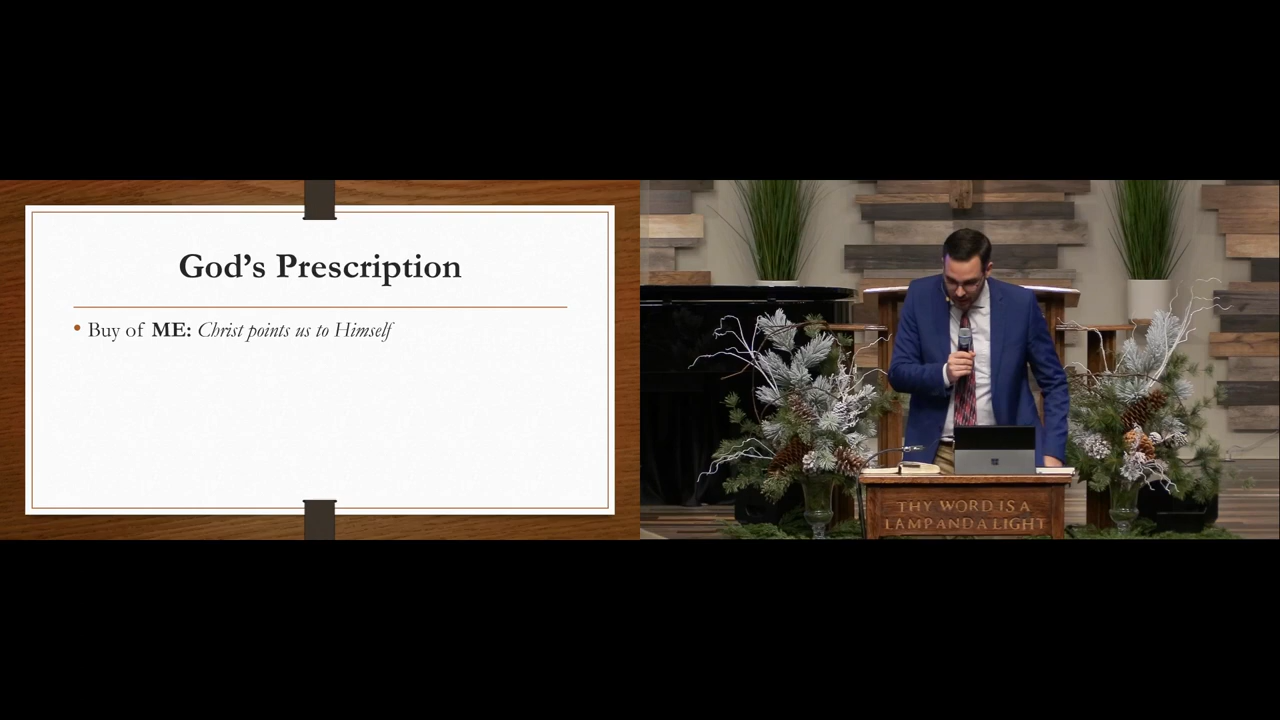 God's Prescription
• Buy of ME: Christ points us to Himself
THY WORD IS A
LAMP AND A LIGHT